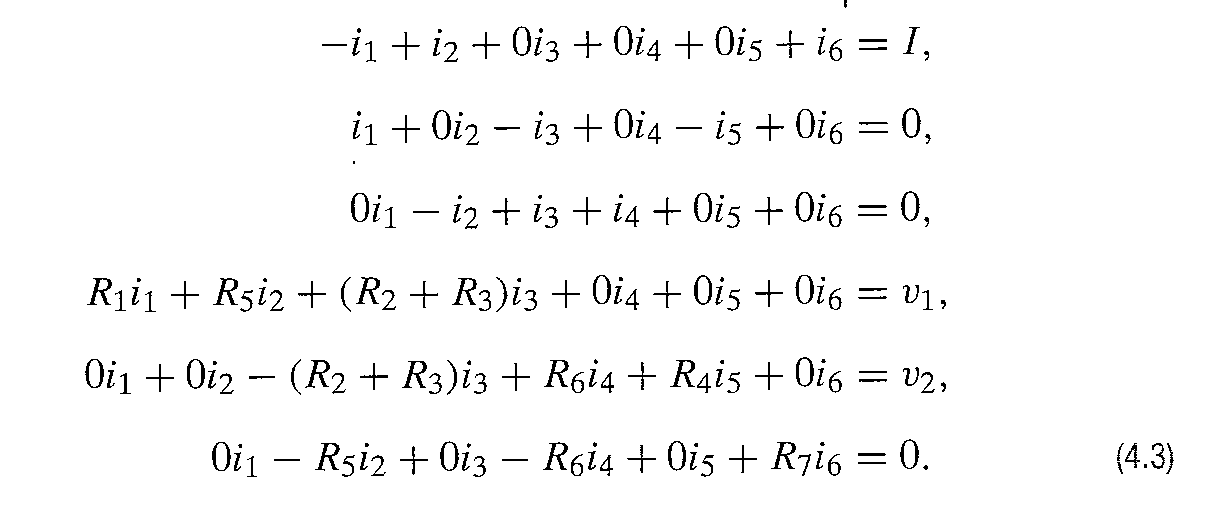 −i₁ + i₂ + 0i₃ + 0i₄ + 0i₅ + i₆ = I,
i₁ + 0i₂ − i₃ + 0i₄ − i₅ + 0i₆ = 0,
0i₁ − i₂ + i₃ + i₄ + 0i₅ + 0i₆ = 0,
R₁i₁ + R₅i₂ + (R₂ + R₃)i₃ + 0i₄ + 0i₅ + 0i₆ = v₁,
0i₁ + 0i₂ − (R₂ + R₃)i₃ + R₆i₄ + R₄i₅ + 0i₆ = v₂,
0i₁ − R₅i₂ + 0i₃ − R₆i₄ + 0i₅ + R₇i₆ = 0. (4.3)